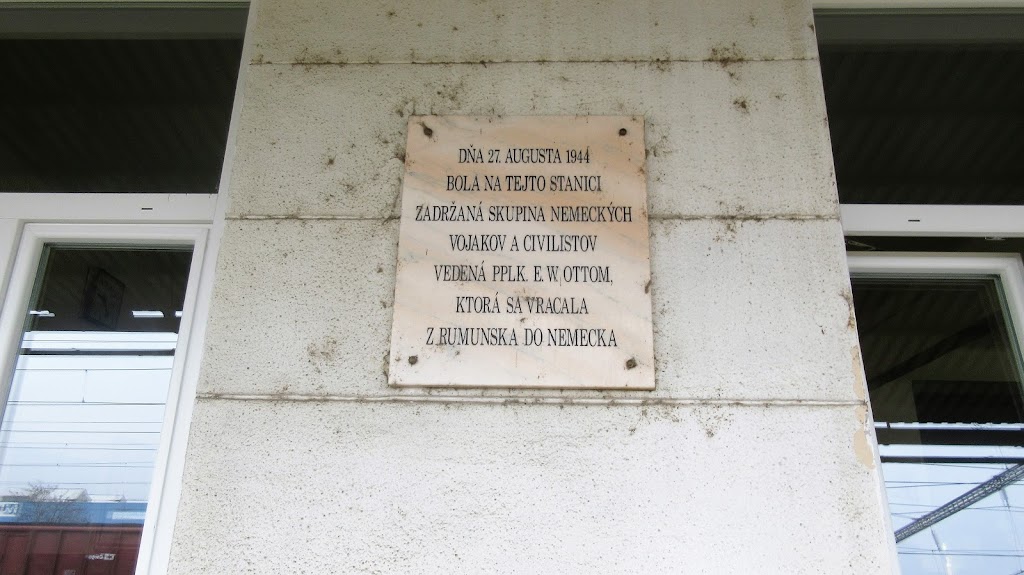 DŇA 27. AUGUSTA 1944
BOLA NA TEJTO STANICI
ZADRŽANÁ SKUPINA NEMECKÝCH
VOJAKOV A CIVILISTOV
VEDENÁ PPLK. E. W. OTTOM,
KTORÁ SA VRACALA
Z RUMUNSKA DO NEMECKA